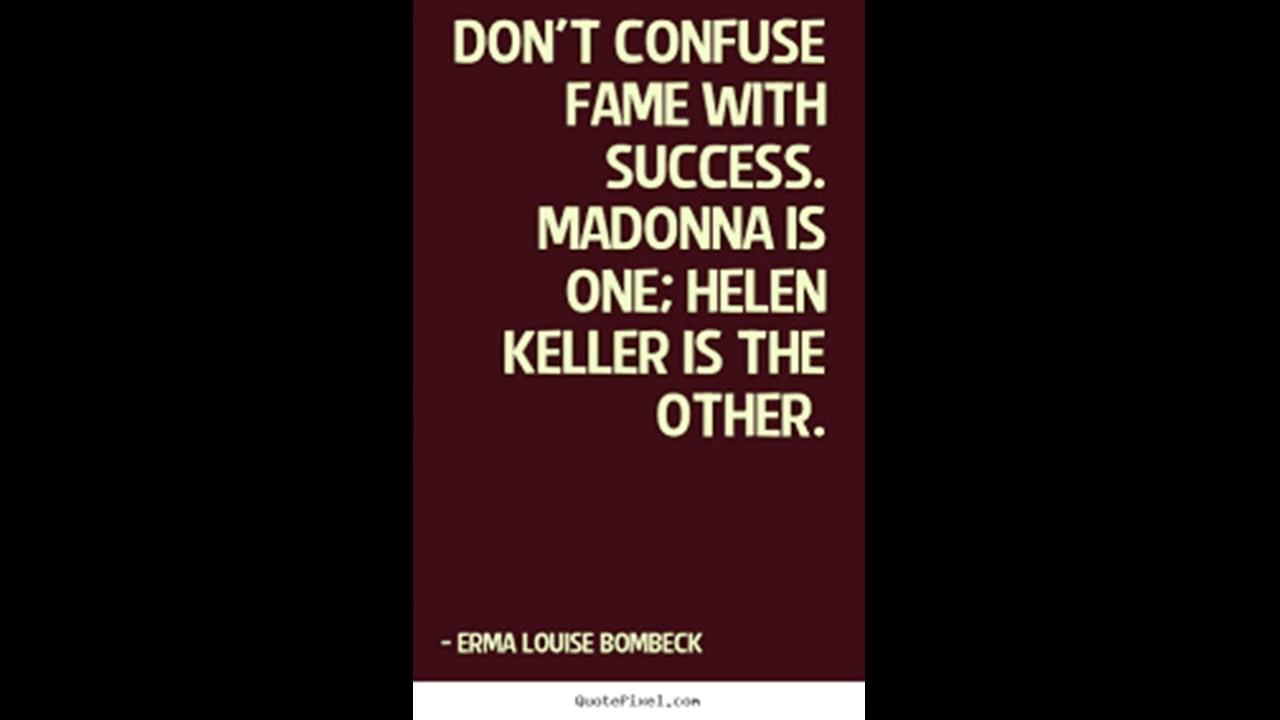 DON'T CONFUSE
FAME WITH
SUCCESS.
MADONNA IS
ONE; HELEN
KELLER IS THE
OTHER.
- ERMA LOUISE BOMBECK
QuotePixel.com